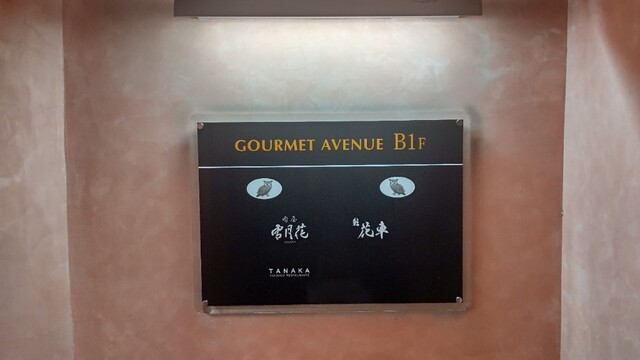 GOURMET AVENUE B1F
雪月花
花車
TANAKA